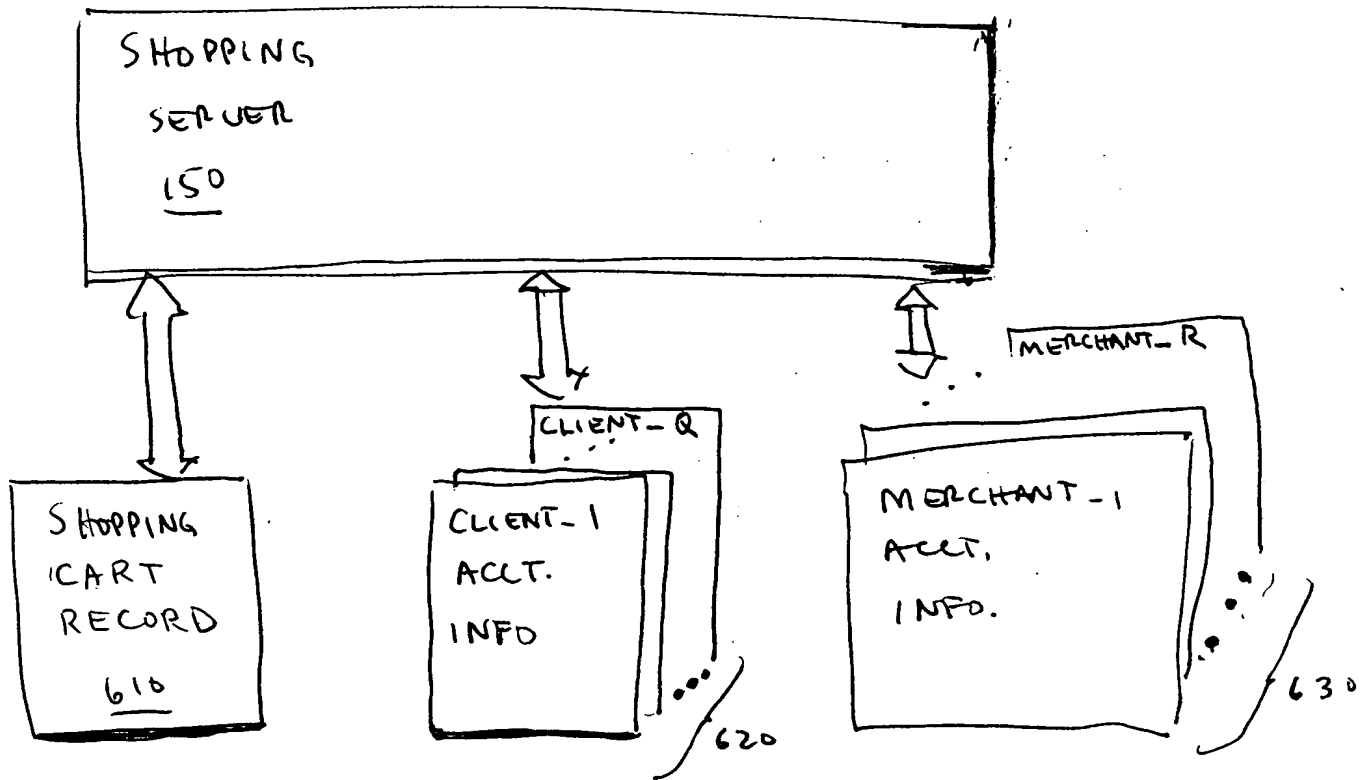 SHOPPING
SERVER
150
MERCHANT_R
CLIENT_Q
SHOPPING
CART
RECORD
610
CLIENT_1
ACCT.
INFO
MERCHANT_1
ACCT.
INFO.
620
630